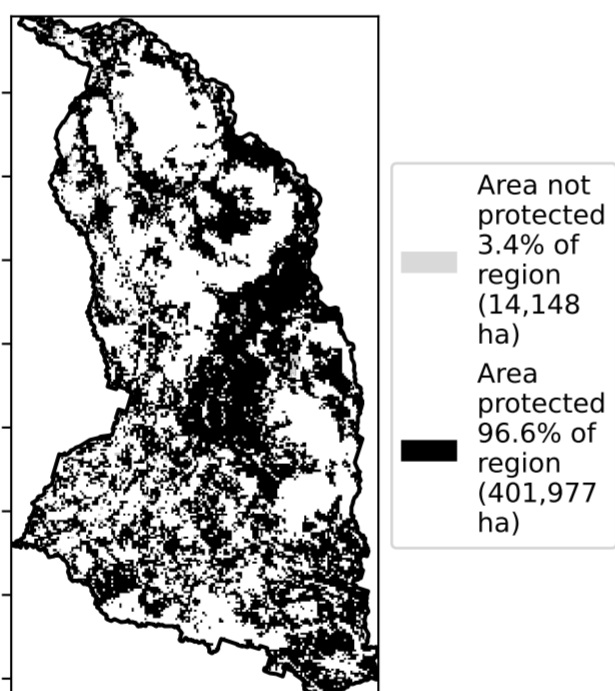 Area not
protected
3.4% of
region
(14,148
ha)
Area
protected
96.6% of
region
(401,977
ha)